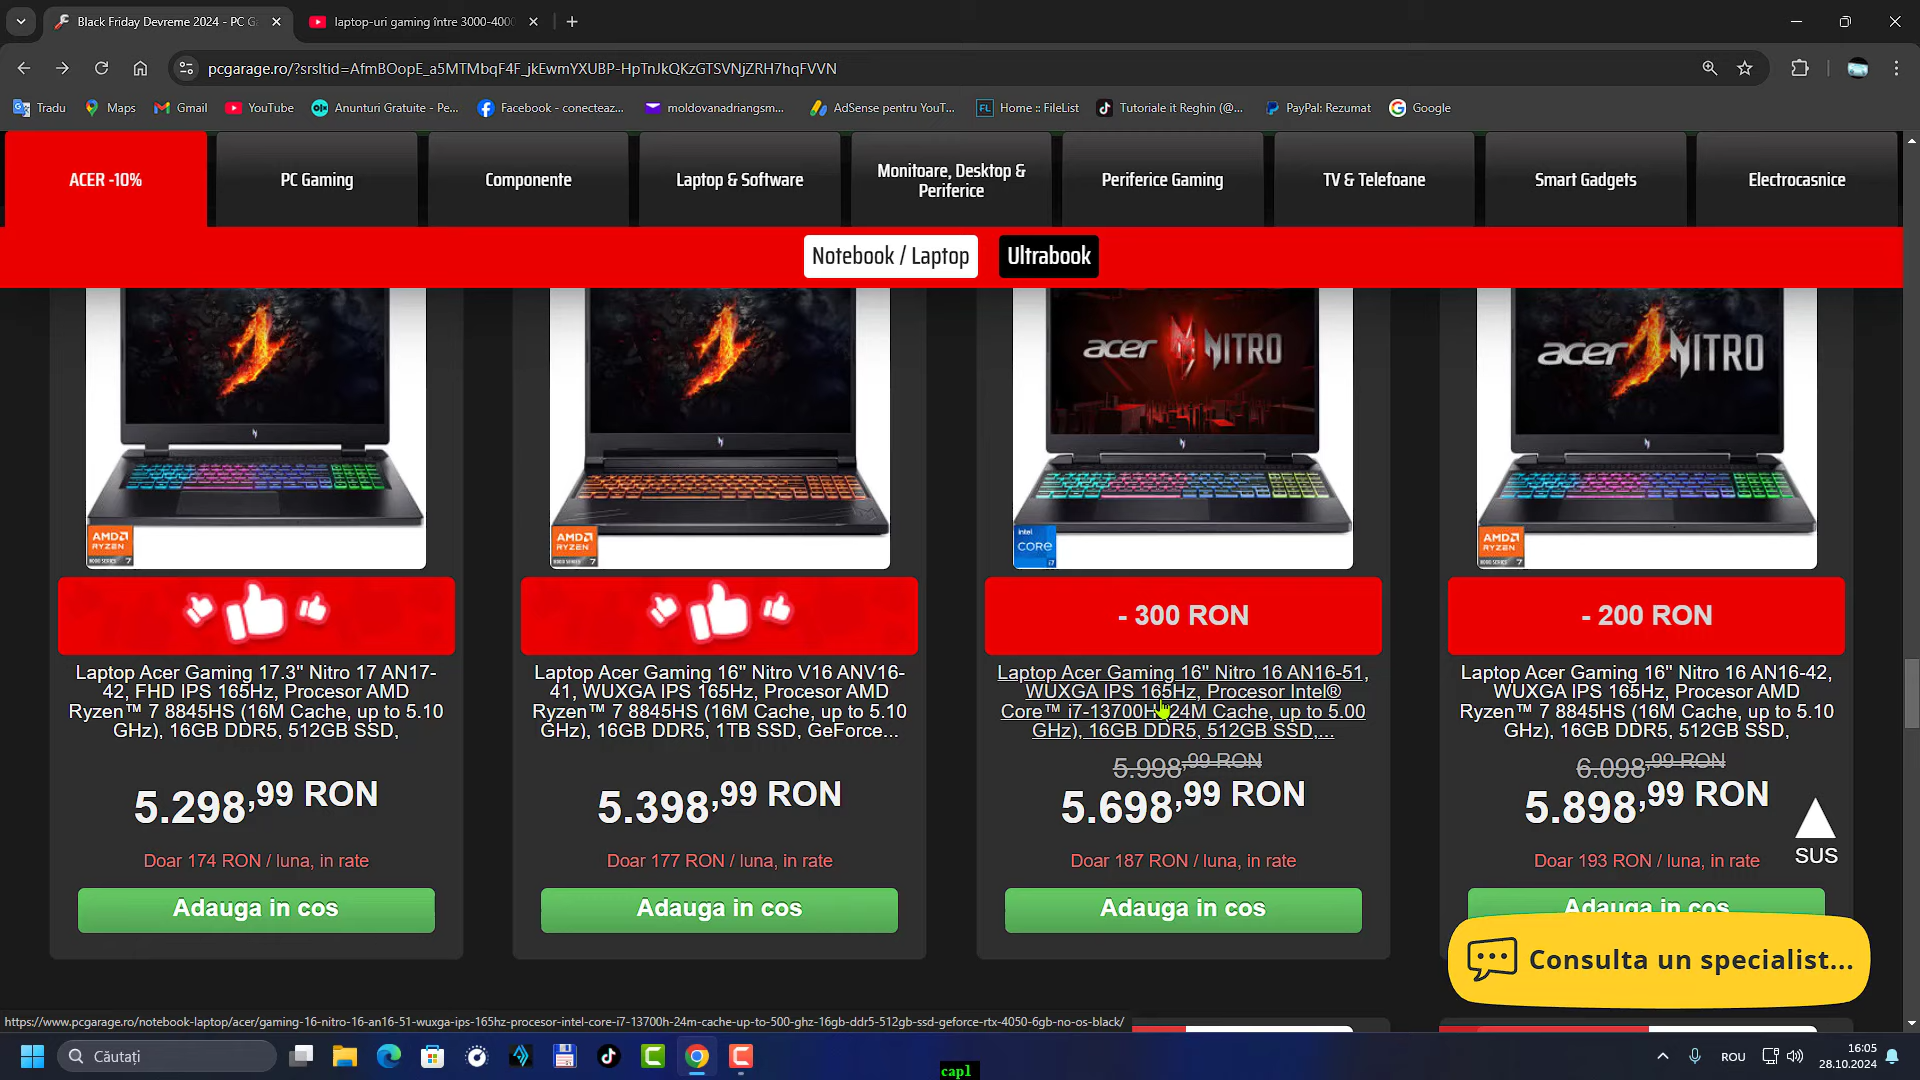 Black Friday Devreme 2024 - PC G
laptop-uri gaming între 3000-4000
pcgarage.ro/?srsltid=AfmBOopE_a5MTMbqF4F_jkEwmYXUBP-HpTnJkQKzGTSVNjZRH7hqFVVN
Tradu
Maps
Gmail
YouTube
Anunturi Gratuite - Pe...
Facebook - conecteaz...
moldovanadriangsm...
AdSense pentru YouT...
FL Home :: FileList
Tutoriale it Reghin (@...
PayPal: Rezumat
Google
ACER -10%
PC Gaming
Componente
Laptop & Software
Monitoare, Desktop &
Periferice
Periferice Gaming
TV & Telefoane
Smart Gadgets
Electrocasnice
Notebook / Laptop
Ultrabook
acer NITRO
acer NITRO
AMD
RYZEN
7
AMD
RYZEN
7
intel
CORE
i7
AMD
RYZEN
7
- 300 RON
- 200 RON
Laptop Acer Gaming 17.3" Nitro 17 AN17-
42, FHD IPS 165Hz, Procesor AMD
Ryzen™ 7 8845HS (16M Cache, up to 5.10
GHz), 16GB DDR5, 512GB SSD,
5.298,99 RON
Doar 174 RON / luna, in rate
Adauga in cos
Laptop Acer Gaming 16" Nitro V16 ANV16-
41, WUXGA IPS 165Hz, Procesor AMD
Ryzen™ 7 8845HS (16M Cache, up to 5.10
GHz), 16GB DDR5, 1TB SSD, GeForce...
5.398,99 RON
Doar 177 RON / luna, in rate
Adauga in cos
Laptop Acer Gaming 16" Nitro 16 AN16-51,
WUXGA IPS 165Hz, Procesor Intel®
Core™ i7-13700H 24M Cache, up to 5.00
GHz), 16GB DDR5, 512GB SSD,...
5.998,99 RON
5.698,99 RON
Doar 187 RON / luna, in rate
Adauga in cos
Laptop Acer Gaming 16" Nitro 16 AN16-42,
WUXGA IPS 165Hz, Procesor AMD
Ryzen™ 7 8845HS (16M Cache, up to 5.10
GHz), 16GB DDR5, 512GB SSD,
6.098,99 RON
5.898,99 RON
Doar 193 RON / luna, in rate
Adauga in cos
SUS
Consulta un specialist...
https://www.pcgarage.ro/notebook-laptop/acer/gaming-16-nitro-16-an16-51-wuxga-ips-165hz-procesor-intel-core-i7-13700h-24m-cache-up-to-500-ghz-16gb-ddr5-512gb-ssd-geforce-rtx-4050-6gb-no-os-black/
Căutați
capl
ROU
16:05
28.10.2024